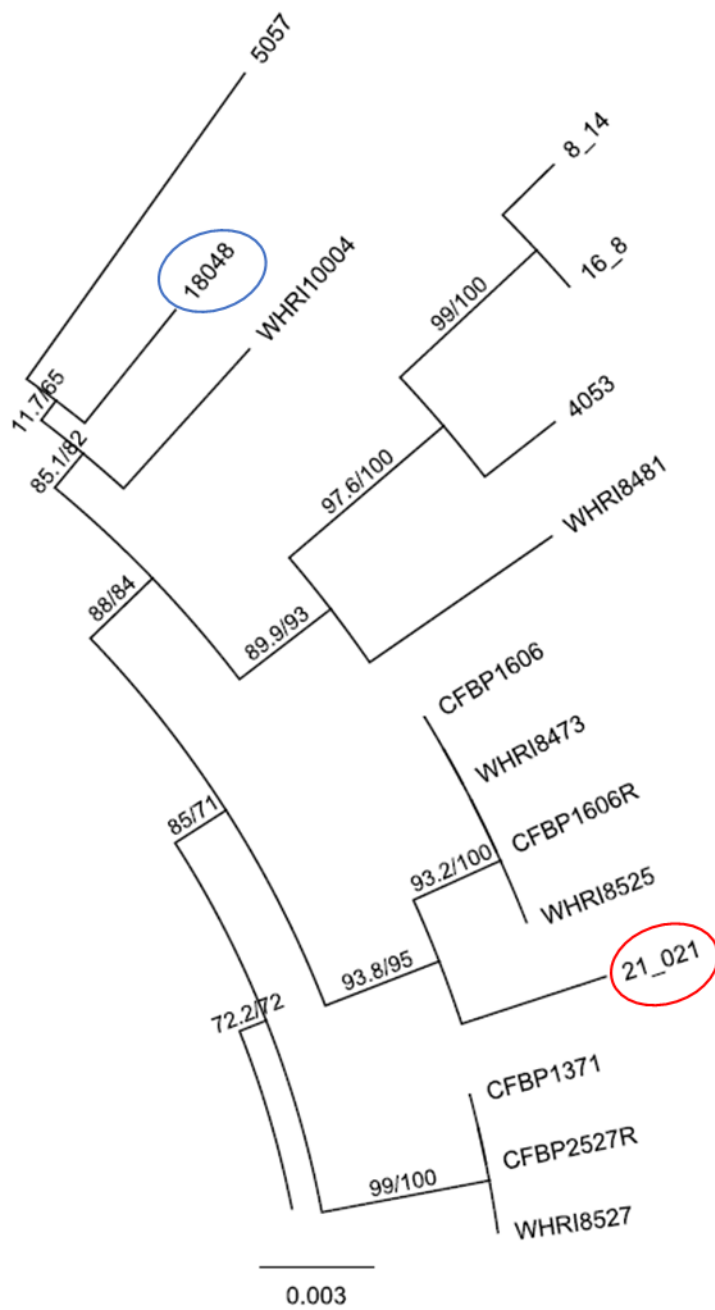 5057
8_14
18048
WHRI10004
16_8
99/100
11.7/65
4053
85.1/82
97.6/100
WHRI8481
88/84
89.9/93
CFBP1606
WHRI8473
85/71
CFBP1606R
93.2/100
WHRI8525
93.8/95
21_021
72.2/72
CFBP1371
CFBP2527R
99/100
WHRI8527
0.003